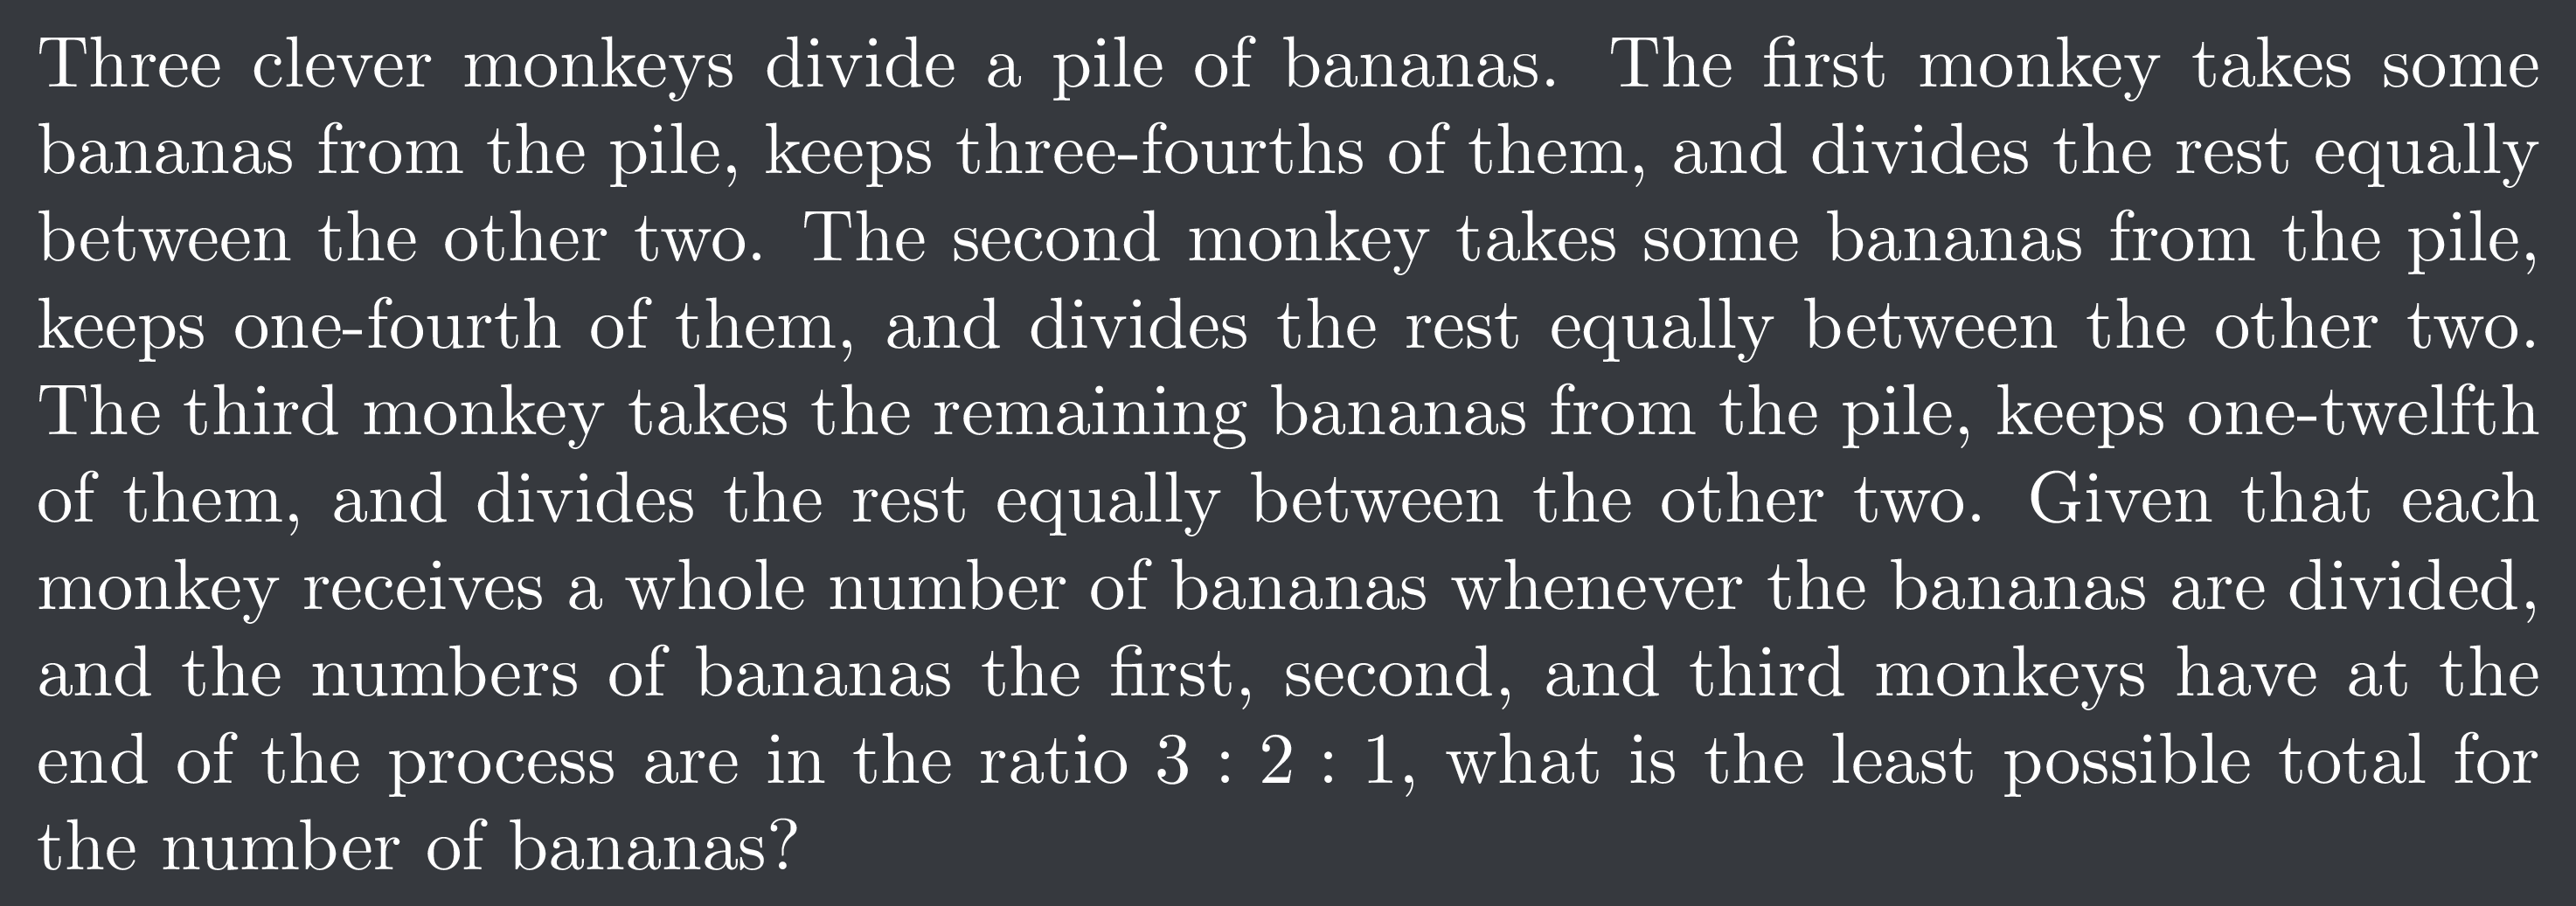 Three clever monkeys divide a pile of bananas. The first monkey takes some
bananas from the pile, keeps three-fourths of them, and divides the rest equally
between the other two. The second monkey takes some bananas from the pile,
keeps one-fourth of them, and divides the rest equally between the other two.
The third monkey takes the remaining bananas from the pile, keeps one-twelfth
of them, and divides the rest equally between the other two. Given that each
monkey receives a whole number of bananas whenever the bananas are divided,
and the numbers of bananas the first, second, and third monkeys have at the
end of the process are in the ratio 3 : 2 : 1, what is the least possible total for
the number of bananas?